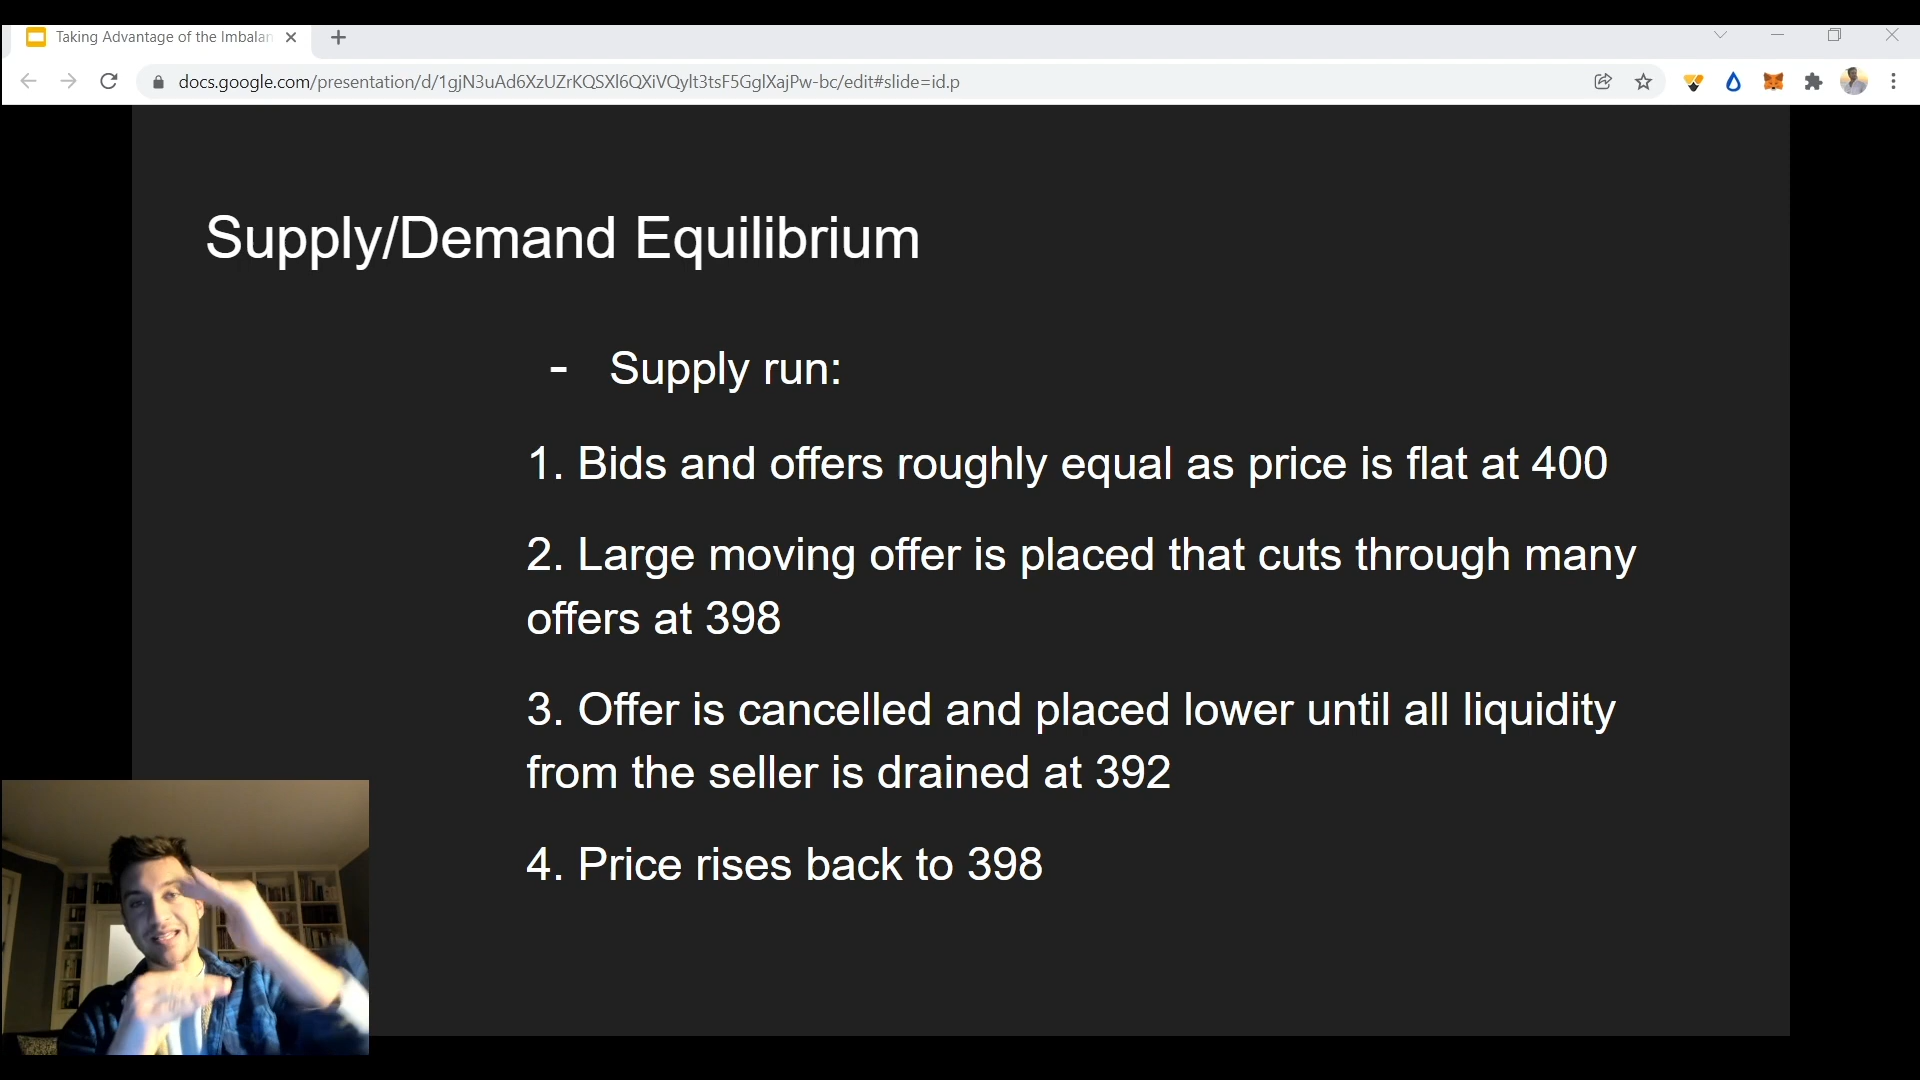 Taking Advantage of the Imbalan
docs.google.com/presentation/d/1gjN3uAd6XzUZrKQSXl6QXiVQylt3tsF5GglXajPw-bc/edit#slide=id.p
Supply/Demand Equilibrium
- Supply run:
1. Bids and offers roughly equal as price is flat at 400
2. Large moving offer is placed that cuts through many
offers at 398
3. Offer is cancelled and placed lower until all liquidity
from the seller is drained at 392
4. Price rises back to 398